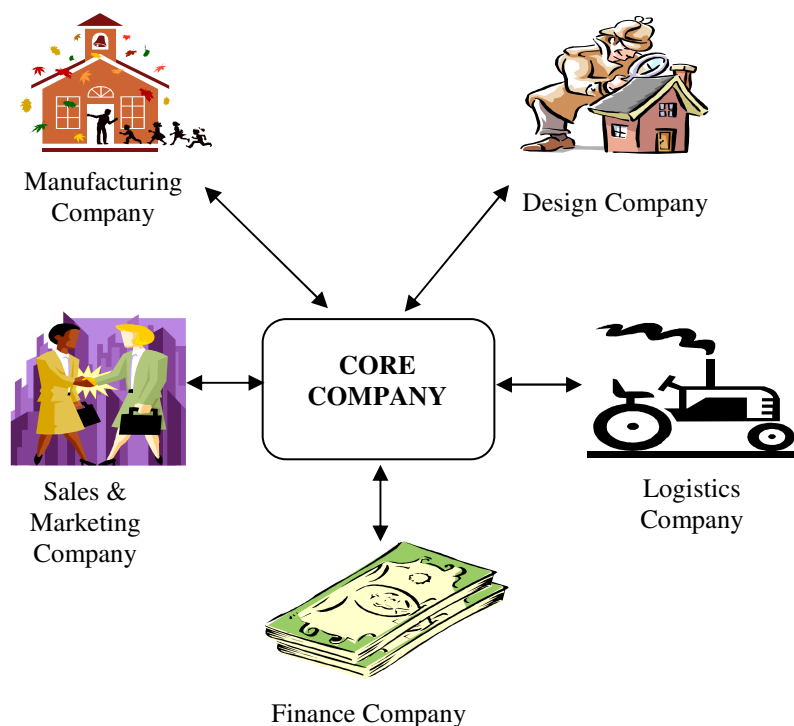 Manufacturing
Company
Design Company
CORE
COMPANY
Sales &
Marketing
Company
Logistics
Company
Finance Company